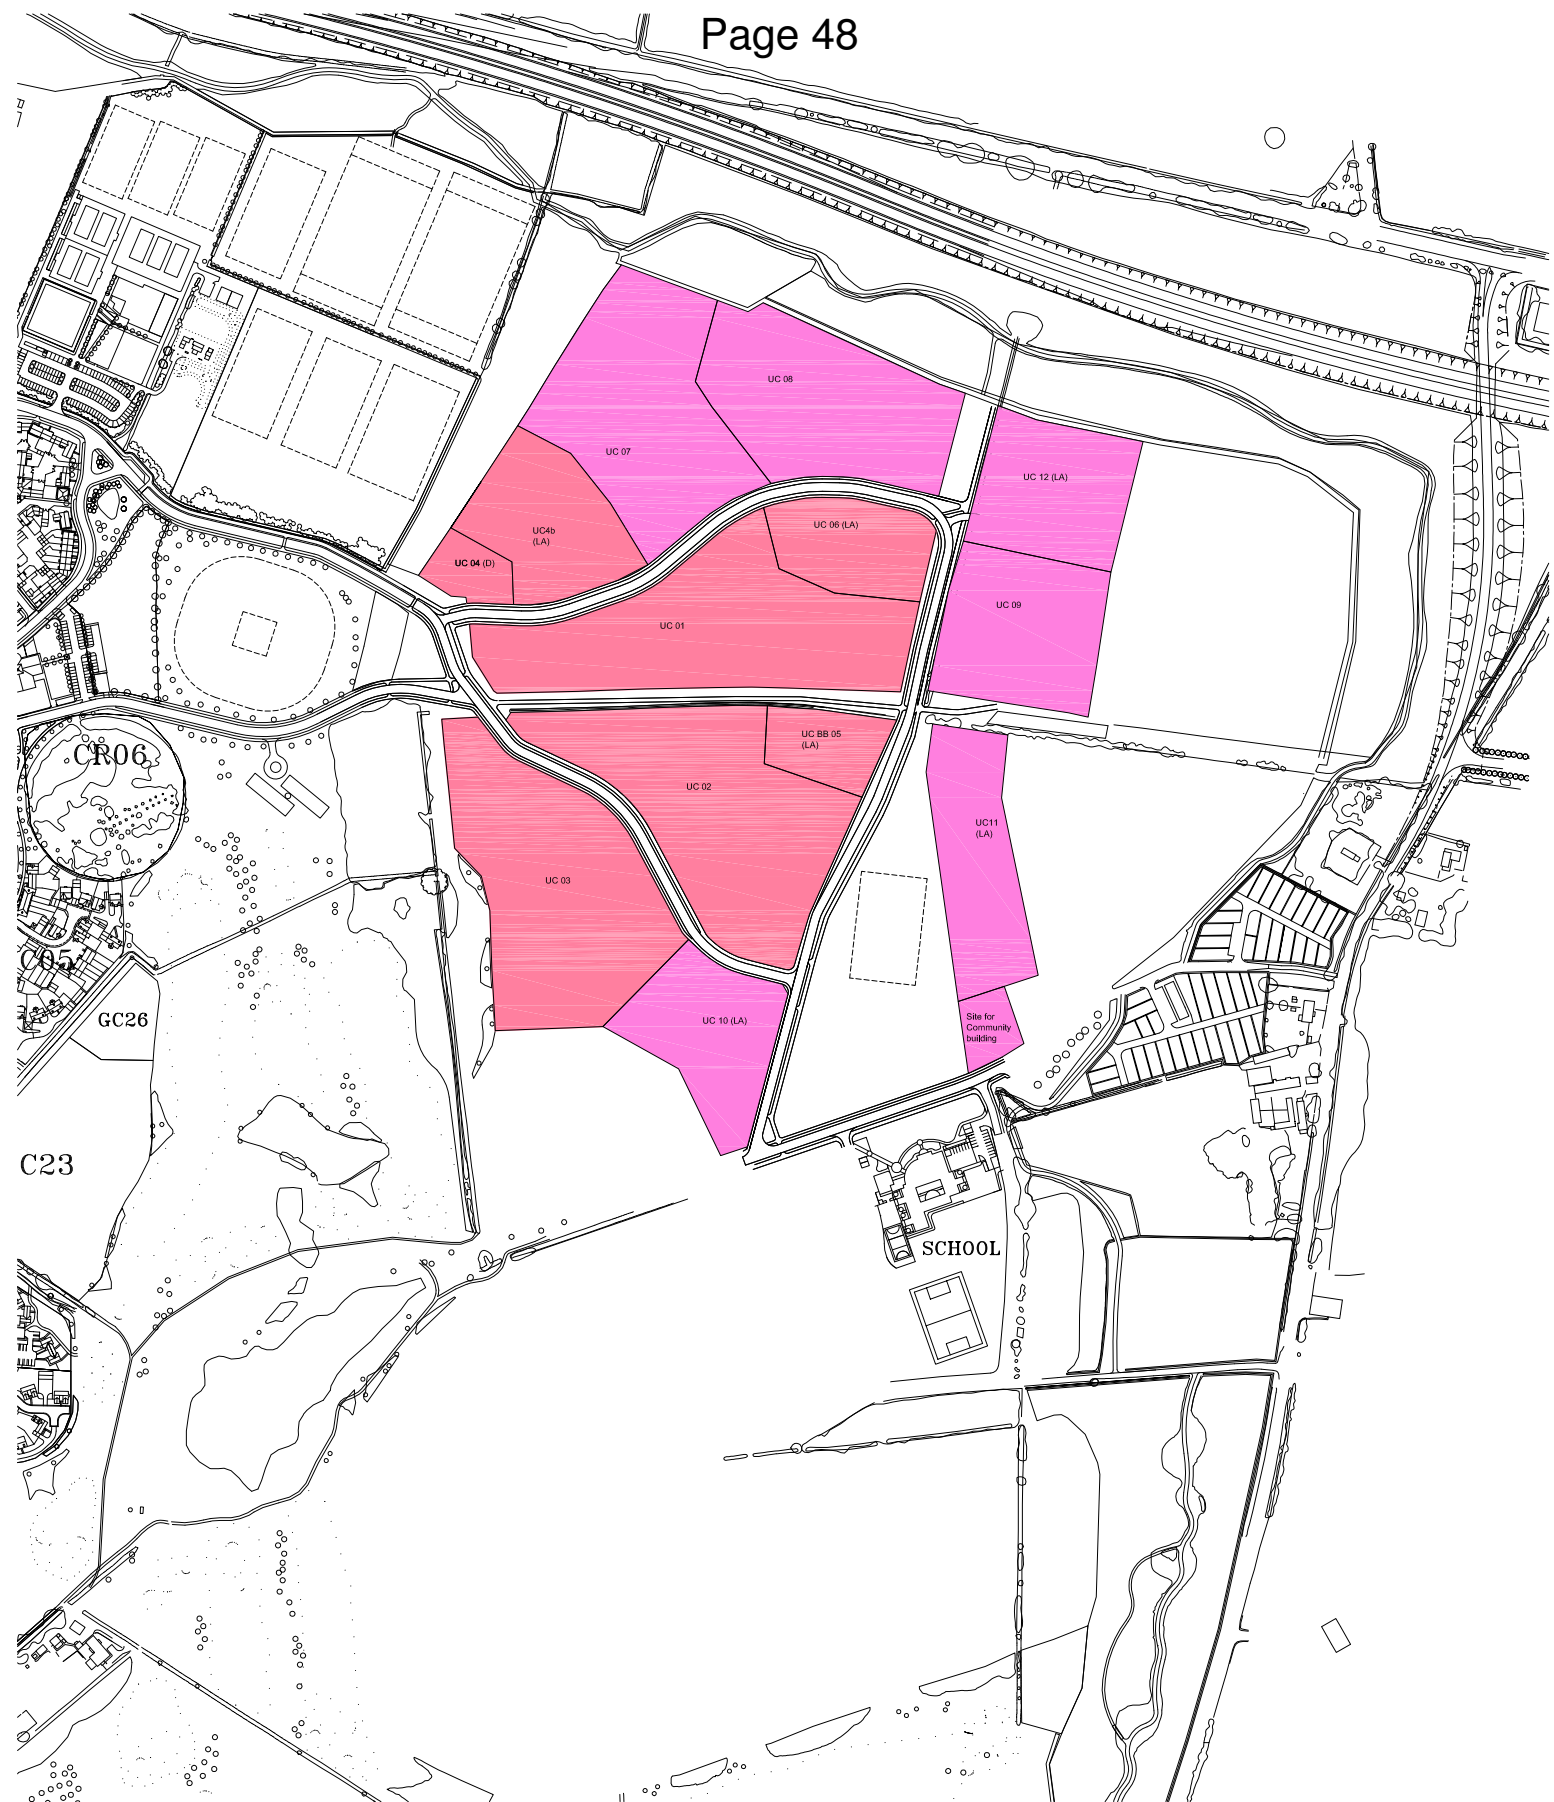 Page 48
UC 08
UC 07
UC 12 (LA)
UC 06 (LA)
UC4b
(LA)
UC 04 (D)
UC 09
UC 01
UC BB 05
(LA)
CR06
UC 02
UC11
(LA)
UC 03
C05
GC26
UC 10 (LA)
Site for
Community
building
C23
SCHOOL